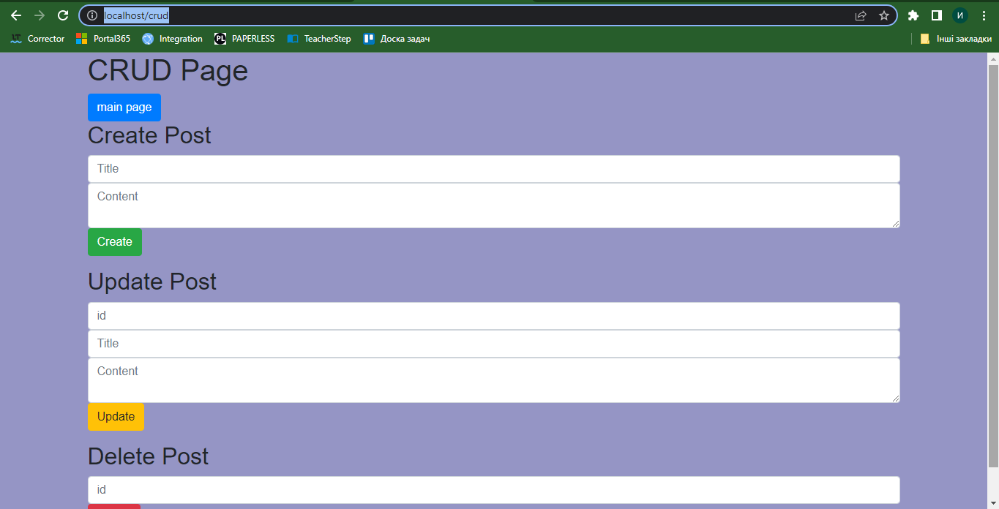 localhost/crud
И
Corrector Portal365 Integration PL PAPERLESS TeacherStep Доска задач Інші закладки
CRUD Page
main page
Create Post
Title
Content
Create
Update Post
id
Title
Content
Update
Delete Post
id